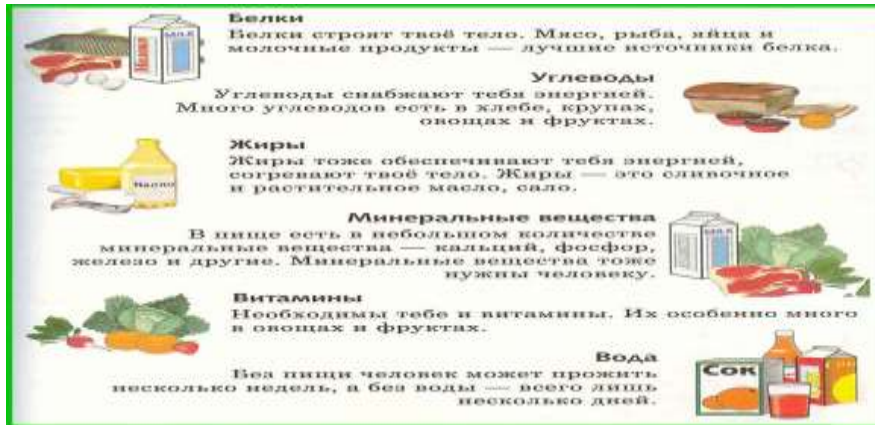 Белки
Белки строят твоё тело. Мясо, рыба, яйца и
молочные продукты — лучшие источники белка.
MILK
Углеводы
Углеводы снабжают тебя энергией.
Много углеводов есть в хлебе, крупах,
овощах и фруктах.
Жиры
Жиры тоже обеспечивают тебя энергией,
согревают твоё тело. Жиры — это сливочное
и растительное масло, сало.
Масло
Минеральные вещества
В пище есть в небольшом количестве
минеральные вещества — кальций, фосфор,
железо и другие. Минеральные вещества тоже
нужны человеку.
MILK
Витамины
Необходимы тебе и витамины. Их особенно много
в овощах и фруктах.
Вода
Без пищи человек может прожить
несколько недель, а без воды — всего лишь
несколько дней.
Сок